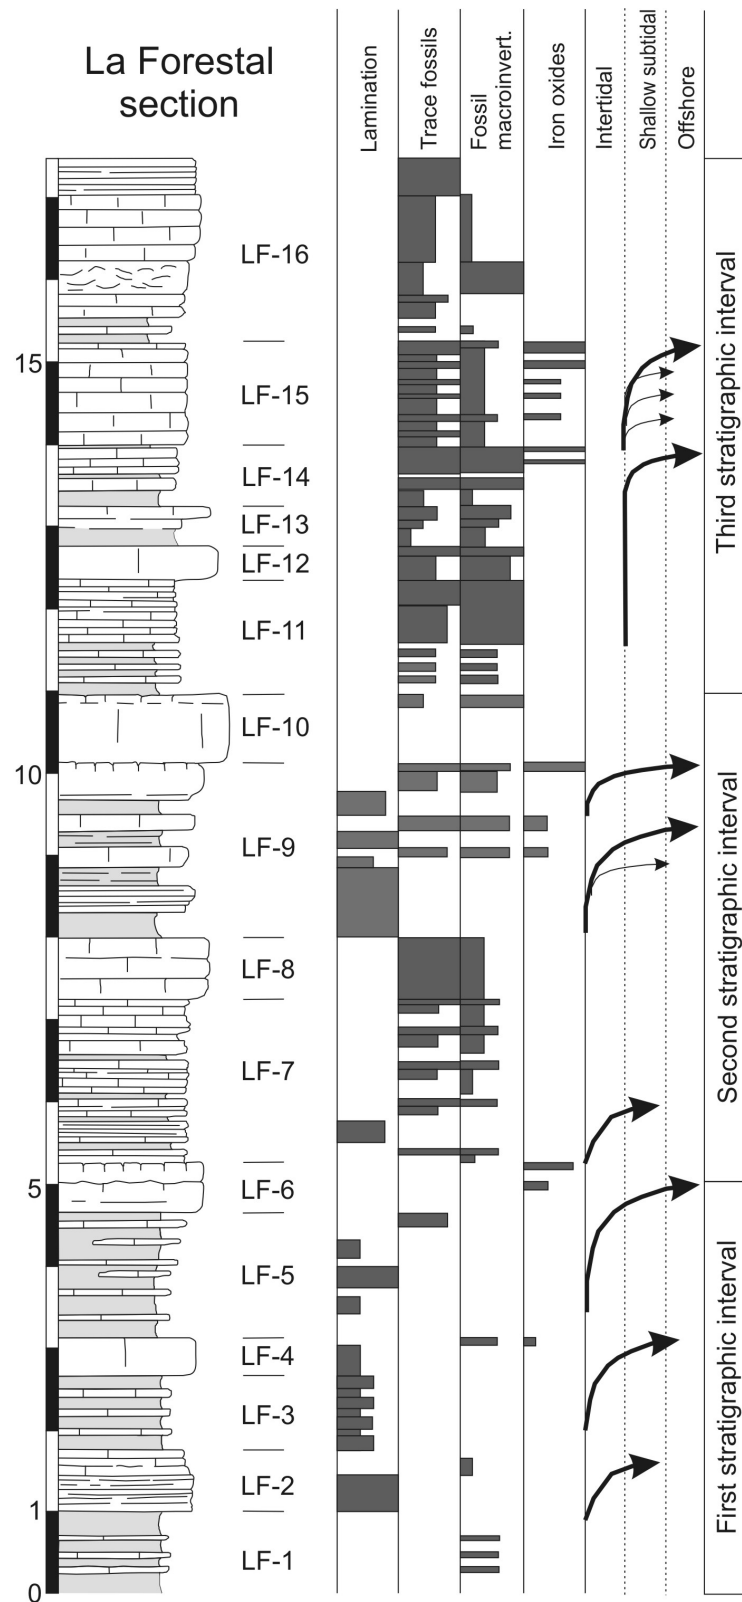 La Forestal
section
Lamination
Trace fossils
Fossil
macroinvert.
Iron oxides
Intertidal
Shallow subtidal
Offshore
LF-16
15
LF-15
LF-14
LF-13
LF-12
LF-11
LF-10
10
LF-9
LF-8
LF-7
5
LF-6
LF-5
LF-4
LF-3
LF-2
1
LF-1
0
Third stratigraphic interval
Second stratigraphic interval
First stratigraphic interval